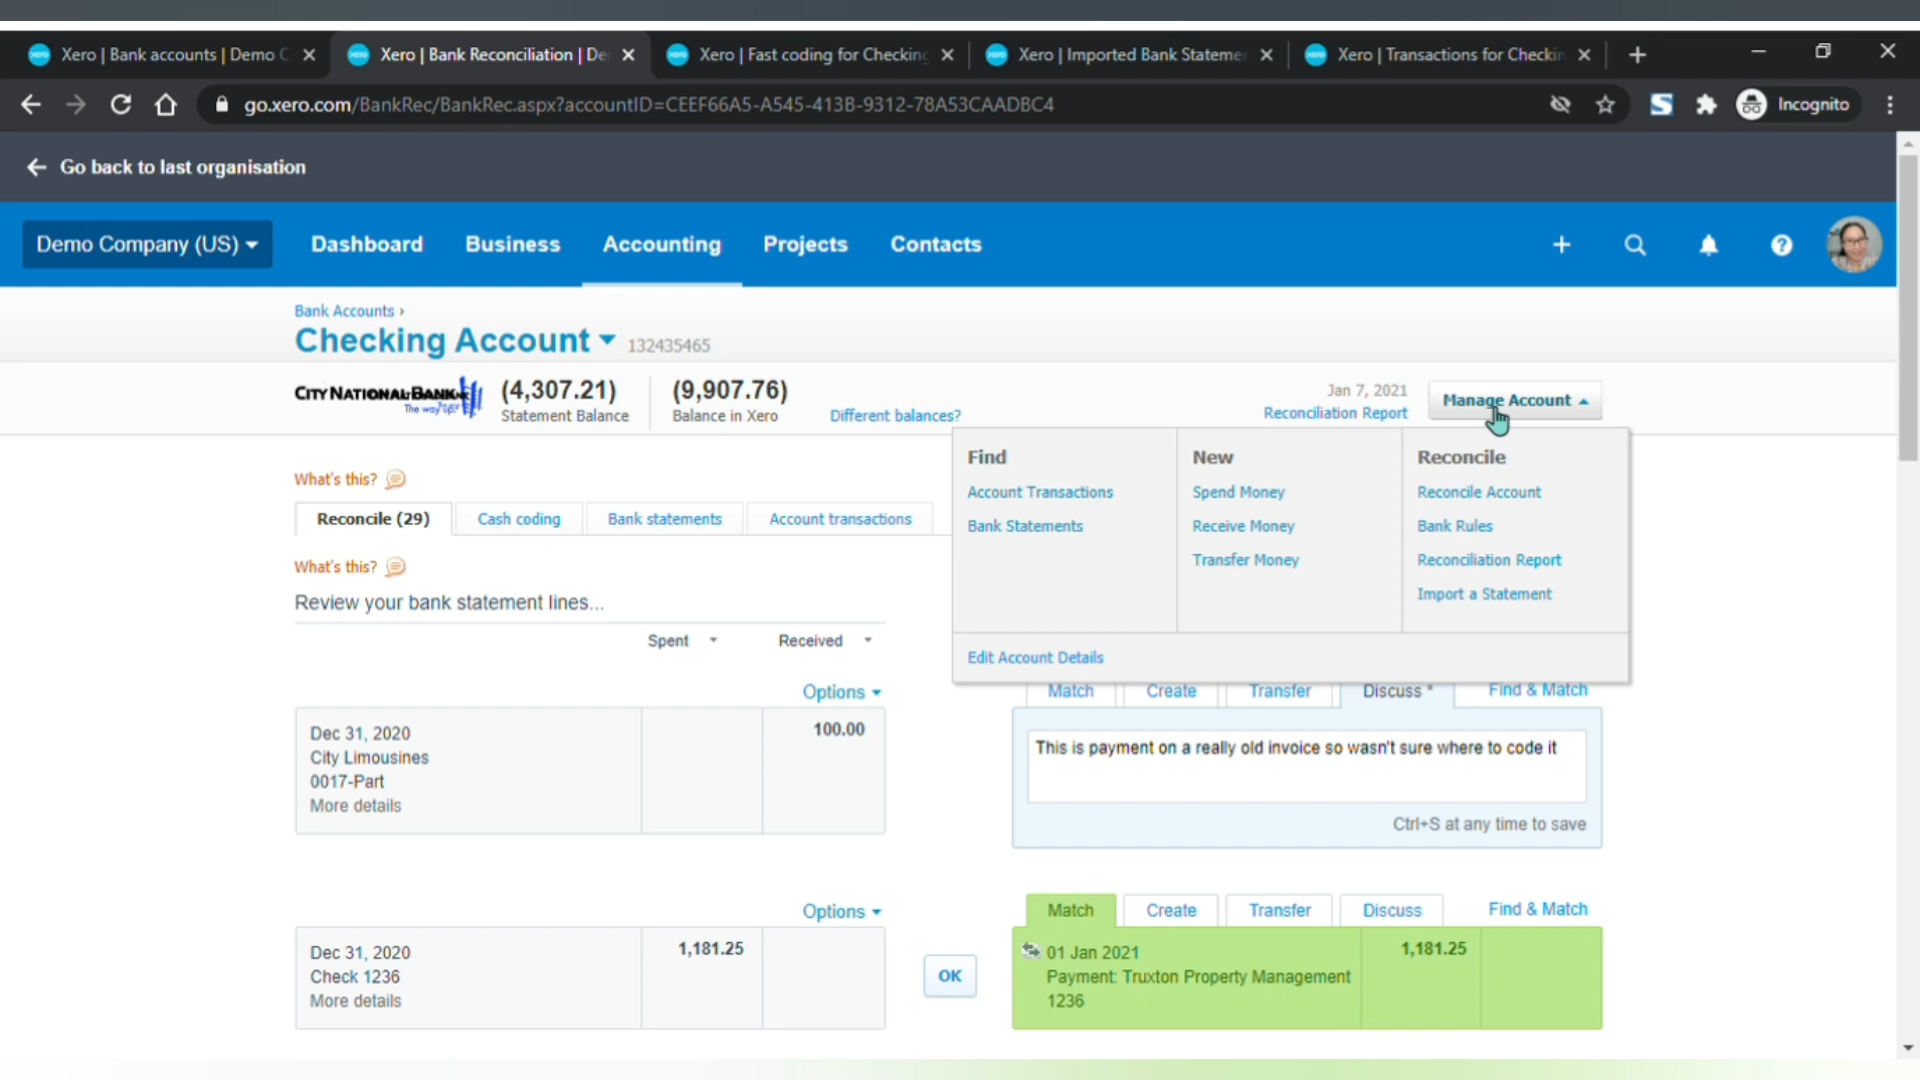 Xero | Bank accounts | Demo C
Xero | Bank Reconciliation | De
Xero | Fast coding for Checking
Xero | Imported Bank Stateme
Xero | Transactions for Checkin
go.xero.com/BankRec/BankRec.aspx?accountID=CEEF66A5-A545-413B-9312-78A53CAADBC4
Incognito
Go back to last organisation
Demo Company (US)
Dashboard
Business
Accounting
Projects
Contacts
Bank Accounts ›
Checking Account
132435465
CITY NATIONAL BANK
The way up.
(4,307.21)
Statement Balance
(9,907.76)
Balance in Xero
Different balances?
Jan 7, 2021
Reconciliation Report
Manage Account
Find
Account Transactions
Bank Statements
New
Spend Money
Receive Money
Transfer Money
Reconcile
Reconcile Account
Bank Rules
Reconciliation Report
Import a Statement
Edit Account Details
What's this?
Reconcile (29)
Cash coding
Bank statements
Account transactions
What's this?
Review your bank statement lines...
Spent
Received
Options
Match
Create
Transfer
Discuss *
Find & Match
Dec 31, 2020
City Limousines
0017-Part
More details
100.00
This is payment on a really old invoice so wasn't sure where to code it
Ctrl+S at any time to save
Options
Match
Create
Transfer
Discuss
Find & Match
Dec 31, 2020
Check 1236
More details
1,181.25
OK
01 Jan 2021
Payment: Truxton Property Management
1236
1,181.25